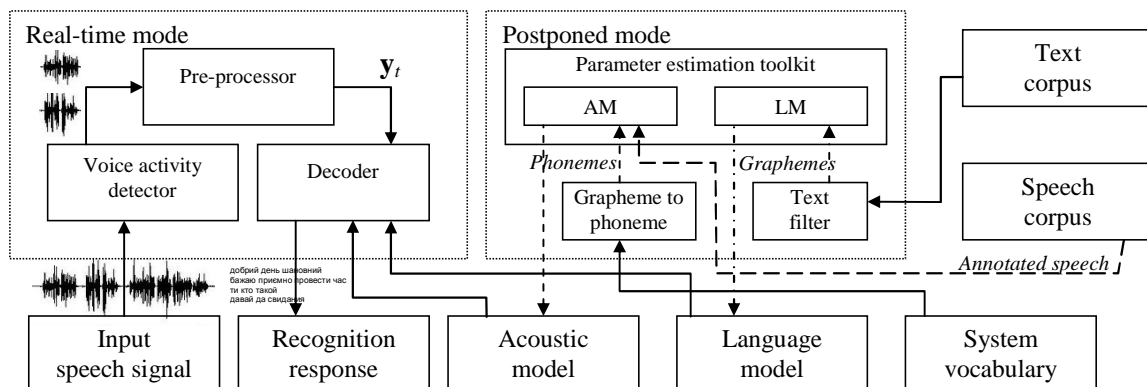 Real-time mode
Pre-processor
y_t
Voice activity
detector
Decoder
добрий день шановний
бажаю приємно провести час
ти кто такой
давай да свидания
Postponed mode
Parameter estimation toolkit
AM
LM
Phonemes
Graphemes
Grapheme to
phoneme
Text
filter
Text
corpus
Speech
corpus
Annotated speech
Input
speech signal
Recognition
response
Acoustic
model
Language
model
System
vocabulary